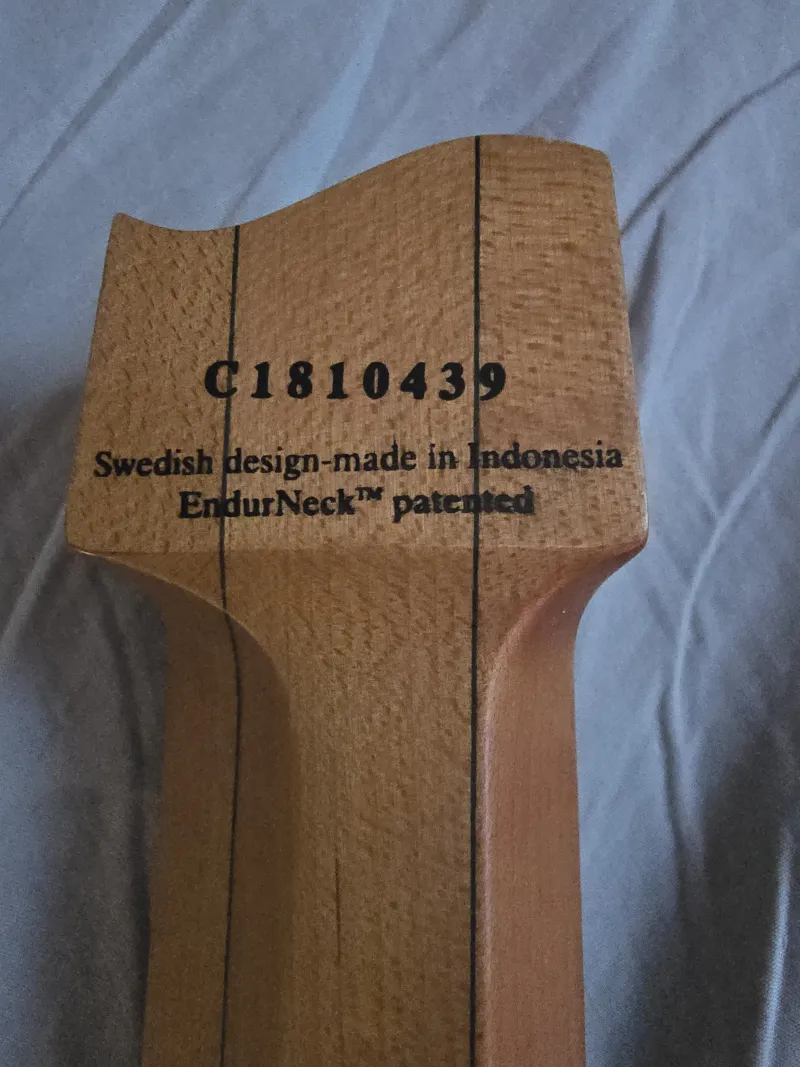 C1810439
Swedish design-made in Indonesia
EndurNeck™ patented